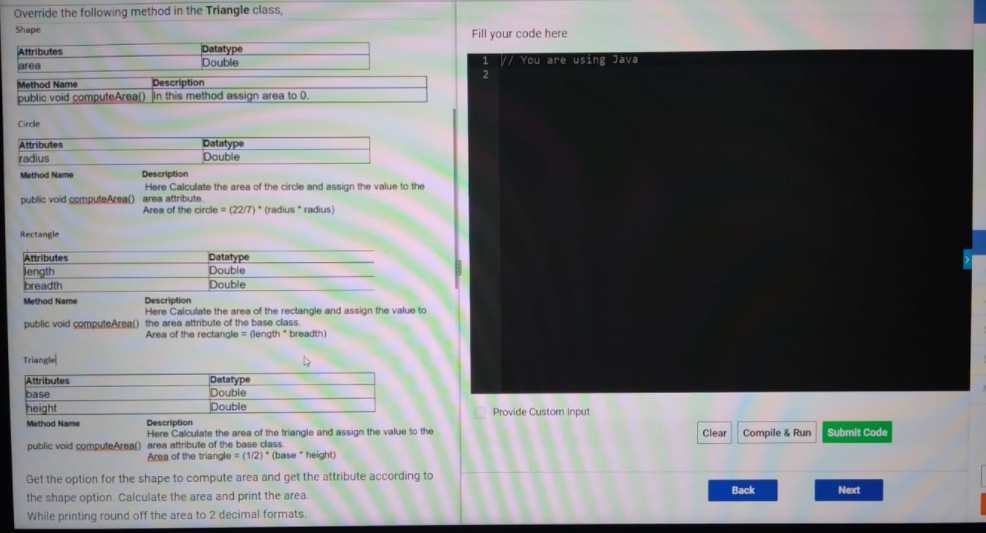 Override the following method in the Triangle class,
Shape
Attributes Datatype
area Double
Method Name Description
public void computeArea() In this method assign area to 0.
Circle
Attributes Datatype
radius Double
Method Name Description
Here Calculate the area of the circle and assign the value to the
public void computeArea() area attribute.
Area of the circle = (22/7) * (radius * radius)
Rectangle
Attributes Datatype
length Double
breadth Double
Method Name Description
Here Calculate the area of the rectangle and assign the value to
public void computeArea() the area attribute of the base class.
Area of the rectangle = (length * breadth)
Triangle
Attributes Datatype
base Double
height Double
Method Name Description
Here Calculate the area of the triangle and assign the value to the
public void computeArea() area attribute of the base class.
Area of the triangle = (1/2) * (base * height)
Get the option for the shape to compute area and get the attribute according to
the shape option. Calculate the area and print the area.
While printing round off the area to 2 decimal formats.
Fill your code here
1 // You are using Java
2
Provide Custom Input
Clear
Compile & Run
Submit Code
Back
Next